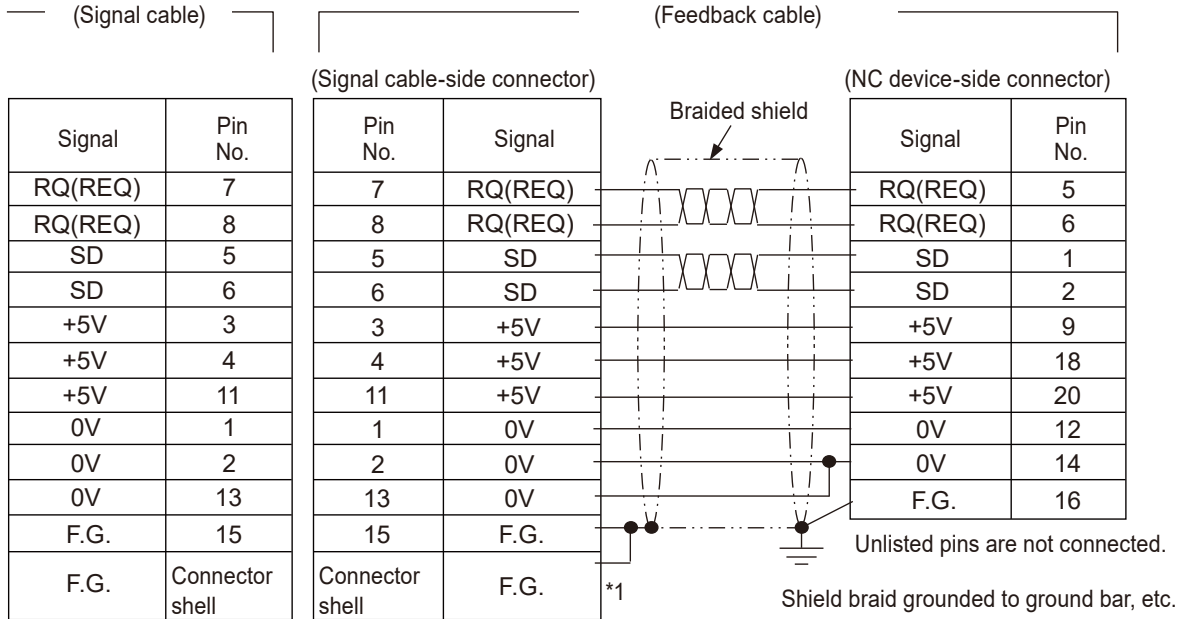 (Signal cable) (Feedback cable)
(Signal cable-side connector) (NC device-side connector)
Braided shield
Signal Pin No. Pin No. Signal Signal Pin No.
RQ(REQ) 7 7 RQ(REQ) RQ(REQ) 5
RQ(REQ) 8 8 RQ(REQ) RQ(REQ) 6
SD 5 5 SD SD 1
SD 6 6 SD SD 2
+5V 3 3 +5V +5V 9
+5V 4 4 +5V +5V 18
+5V 11 11 +5V +5V 20
0V 1 1 0V 0V 12
0V 2 2 0V 0V 14
0V 13 13 0V F.G. 16
F.G. 15 15 F.G.
Unlisted pins are not connected.
F.G. Connector shell Connector shell F.G. *1
Shield braid grounded to ground bar, etc.